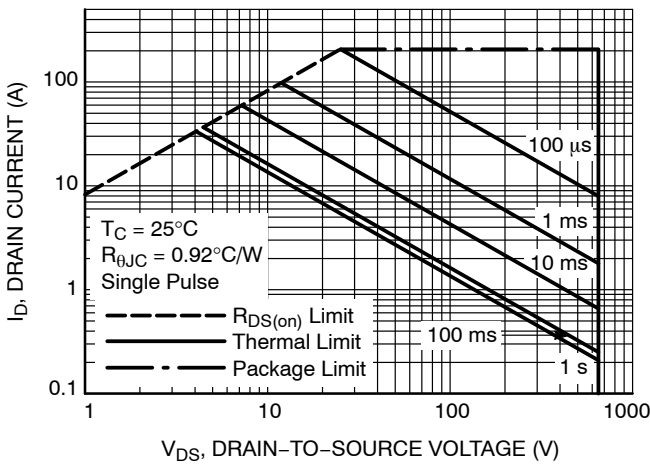 I_D, DRAIN CURRENT (A)
100
10
1
0.1
100 μs
1 ms
10 ms
100 ms
1 s
T_C = 25°C
R_θJC = 0.92°C/W
Single Pulse
R_DS(on) Limit
Thermal Limit
Package Limit
1
10
100
1000
V_DS, DRAIN−TO−SOURCE VOLTAGE (V)